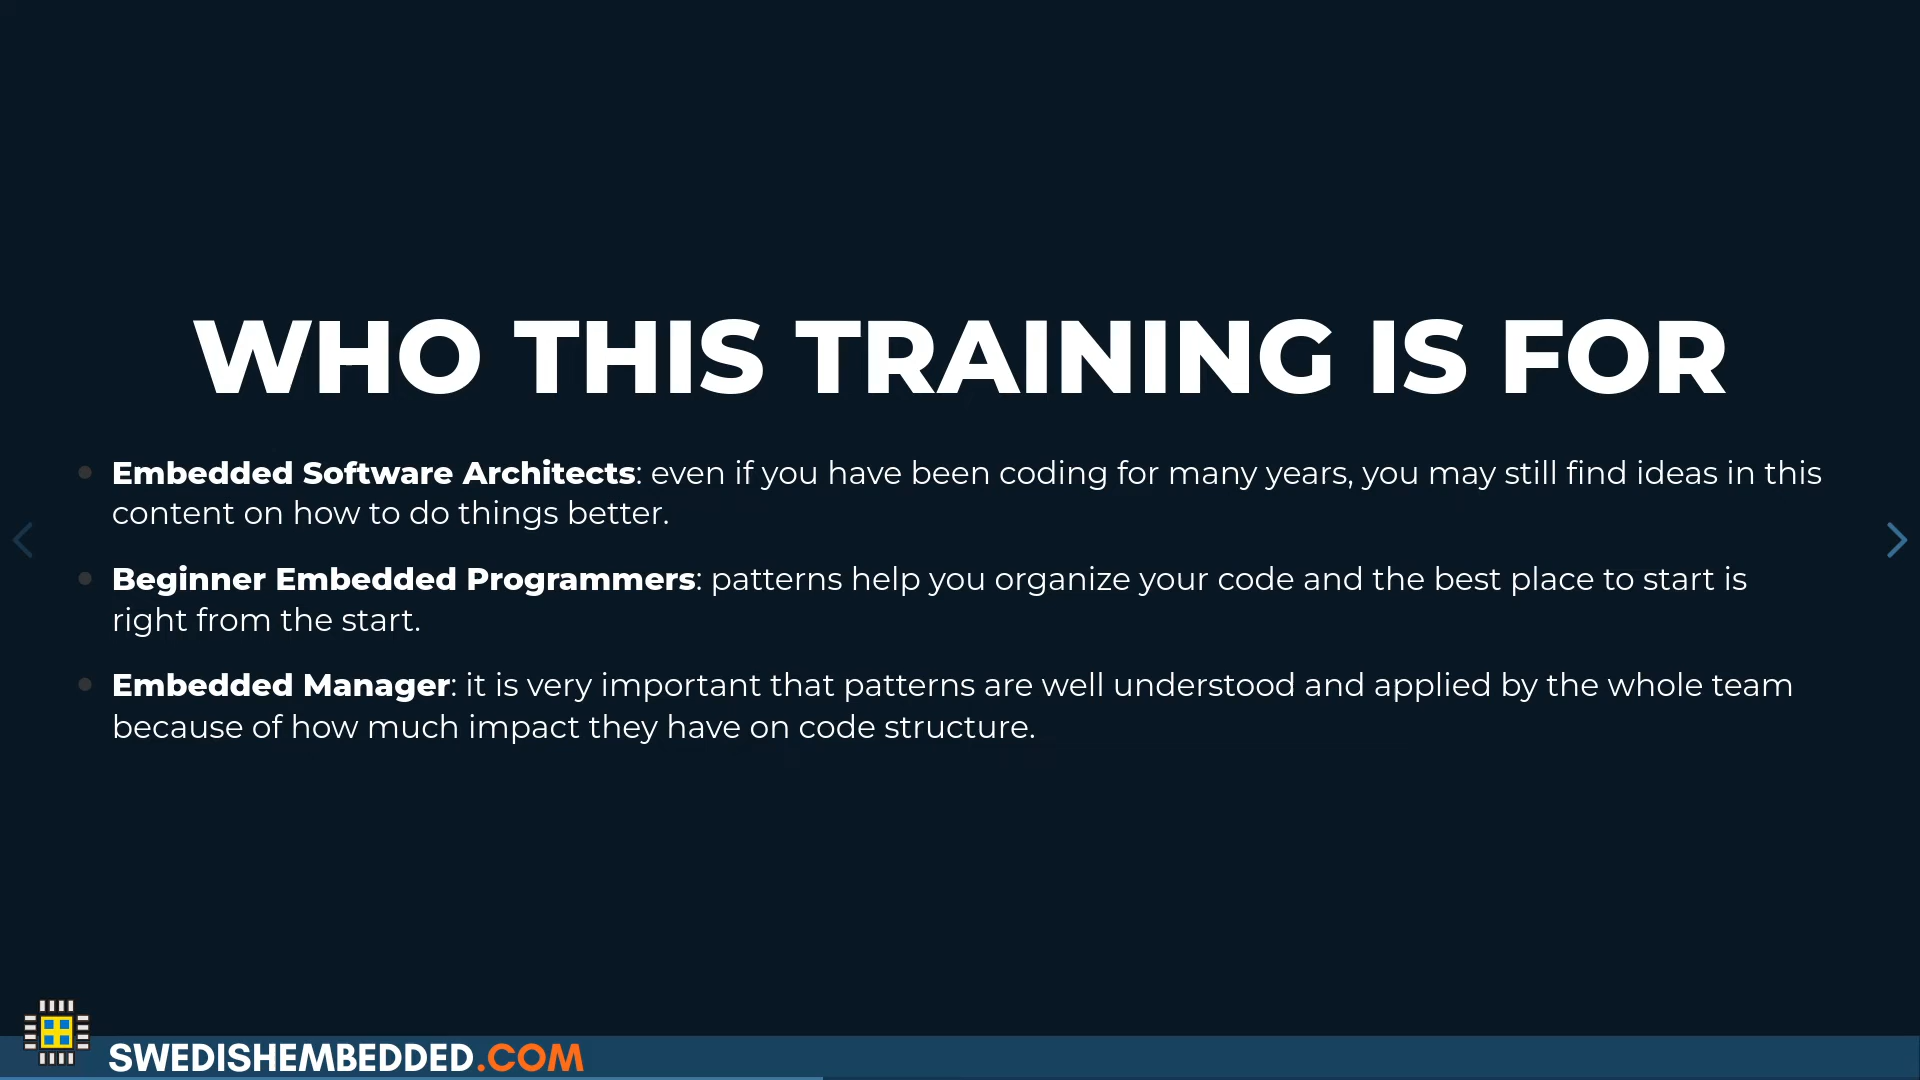 WHO THIS TRAINING IS FOR
Embedded Software Architects: even if you have been coding for many years, you may still find ideas in this
content on how to do things better.
Beginner Embedded Programmers: patterns help you organize your code and the best place to start is
right from the start.
Embedded Manager: it is very important that patterns are well understood and applied by the whole team
because of how much impact they have on code structure.
SWEDISHEMBEDDED.COM